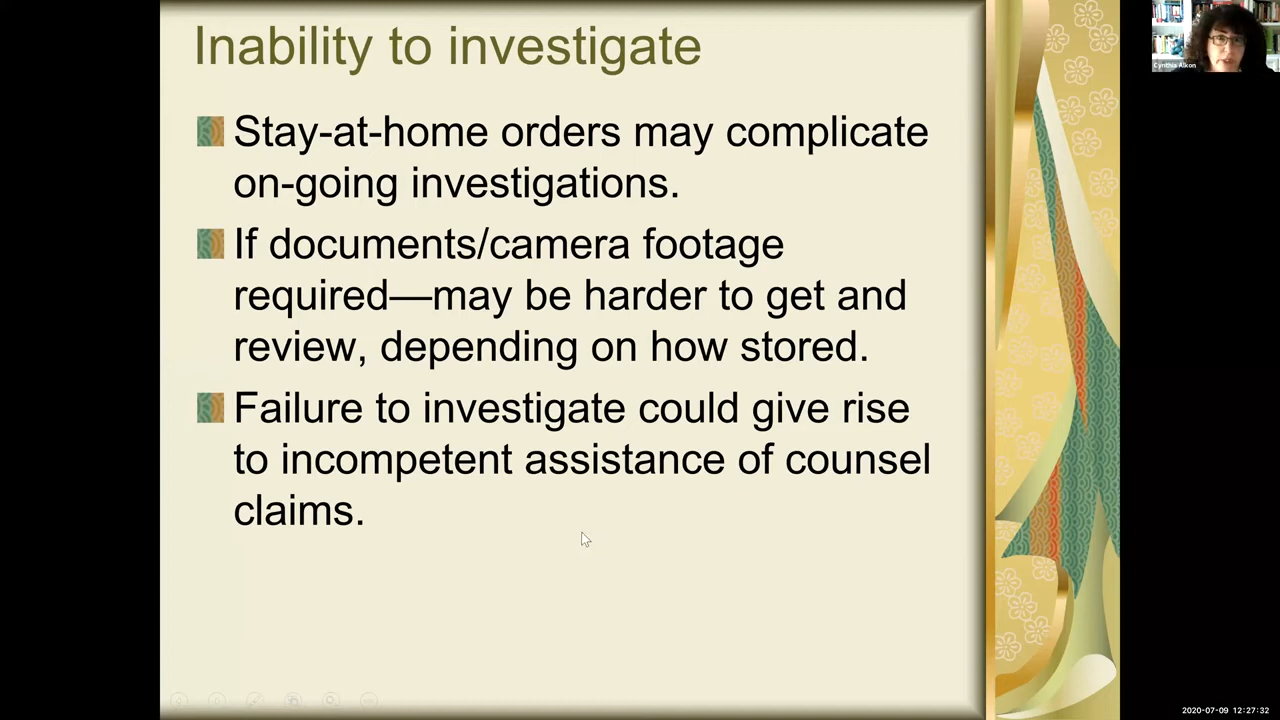 Inability to investigate
Stay-at-home orders may complicate
on-going investigations.
If documents/camera footage
required—may be harder to get and
review, depending on how stored.
Failure to investigate could give rise
to incompetent assistance of counsel
claims.
Cynthia Alkon
2020-07-09 12:27:32